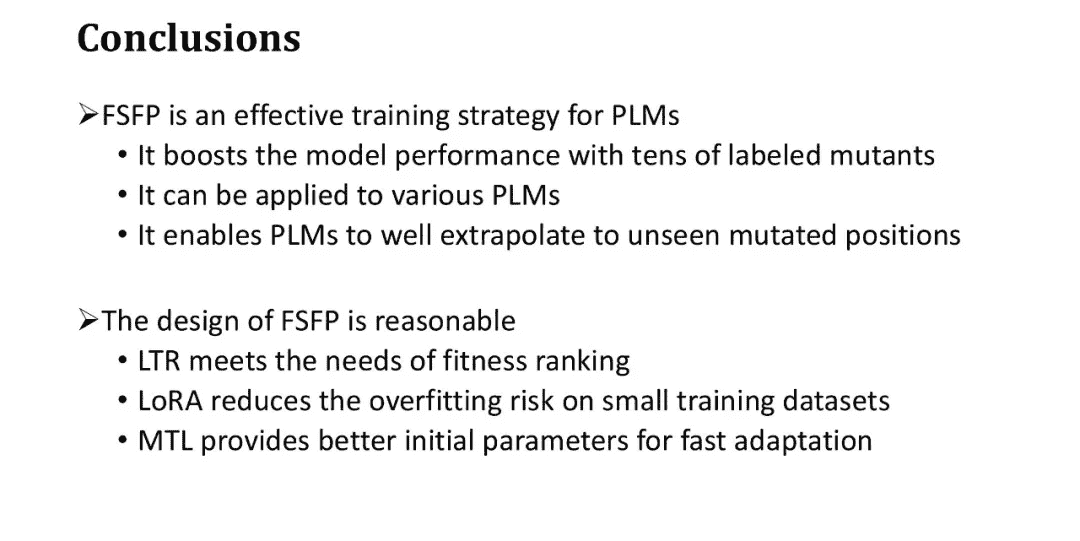 Conclusions
➢FSFP is an effective training strategy for PLMs
• It boosts the model performance with tens of labeled mutants
• It can be applied to various PLMs
• It enables PLMs to well extrapolate to unseen mutated positions
➢The design of FSFP is reasonable
• LTR meets the needs of fitness ranking
• LoRA reduces the overfitting risk on small training datasets
• MTL provides better initial parameters for fast adaptation